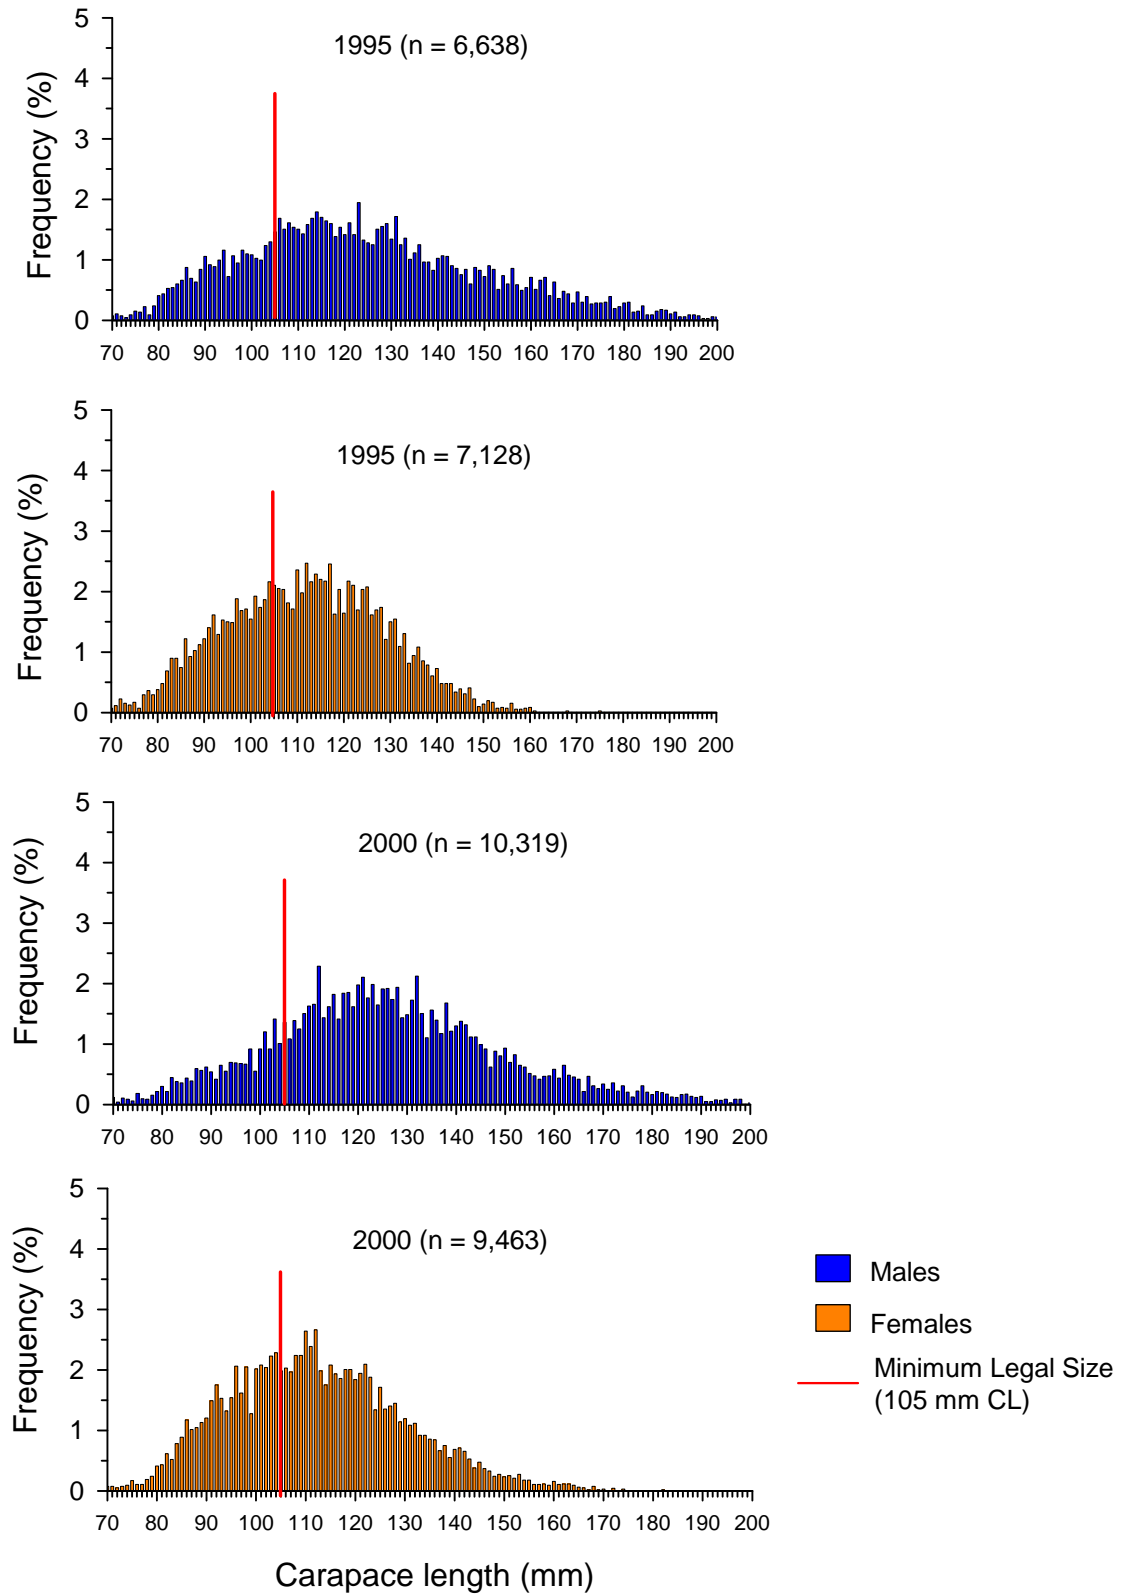 5
1995 (n = 6,638)
4
3
2
1
0
Frequency (%)
70 80 90 100 110 120 130 140 150 160 170 180 190 200
5
1995 (n = 7,128)
4
3
2
1
0
Frequency (%)
70 80 90 100 110 120 130 140 150 160 170 180 190 200
5
2000 (n = 10,319)
4
3
2
1
0
Frequency (%)
70 80 90 100 110 120 130 140 150 160 170 180 190 200
5
2000 (n = 9,463)
4
3
2
1
0
Frequency (%)
70 80 90 100 110 120 130 140 150 160 170 180 190 200
Carapace length (mm)
Males
Females
Minimum Legal Size
(105 mm CL)